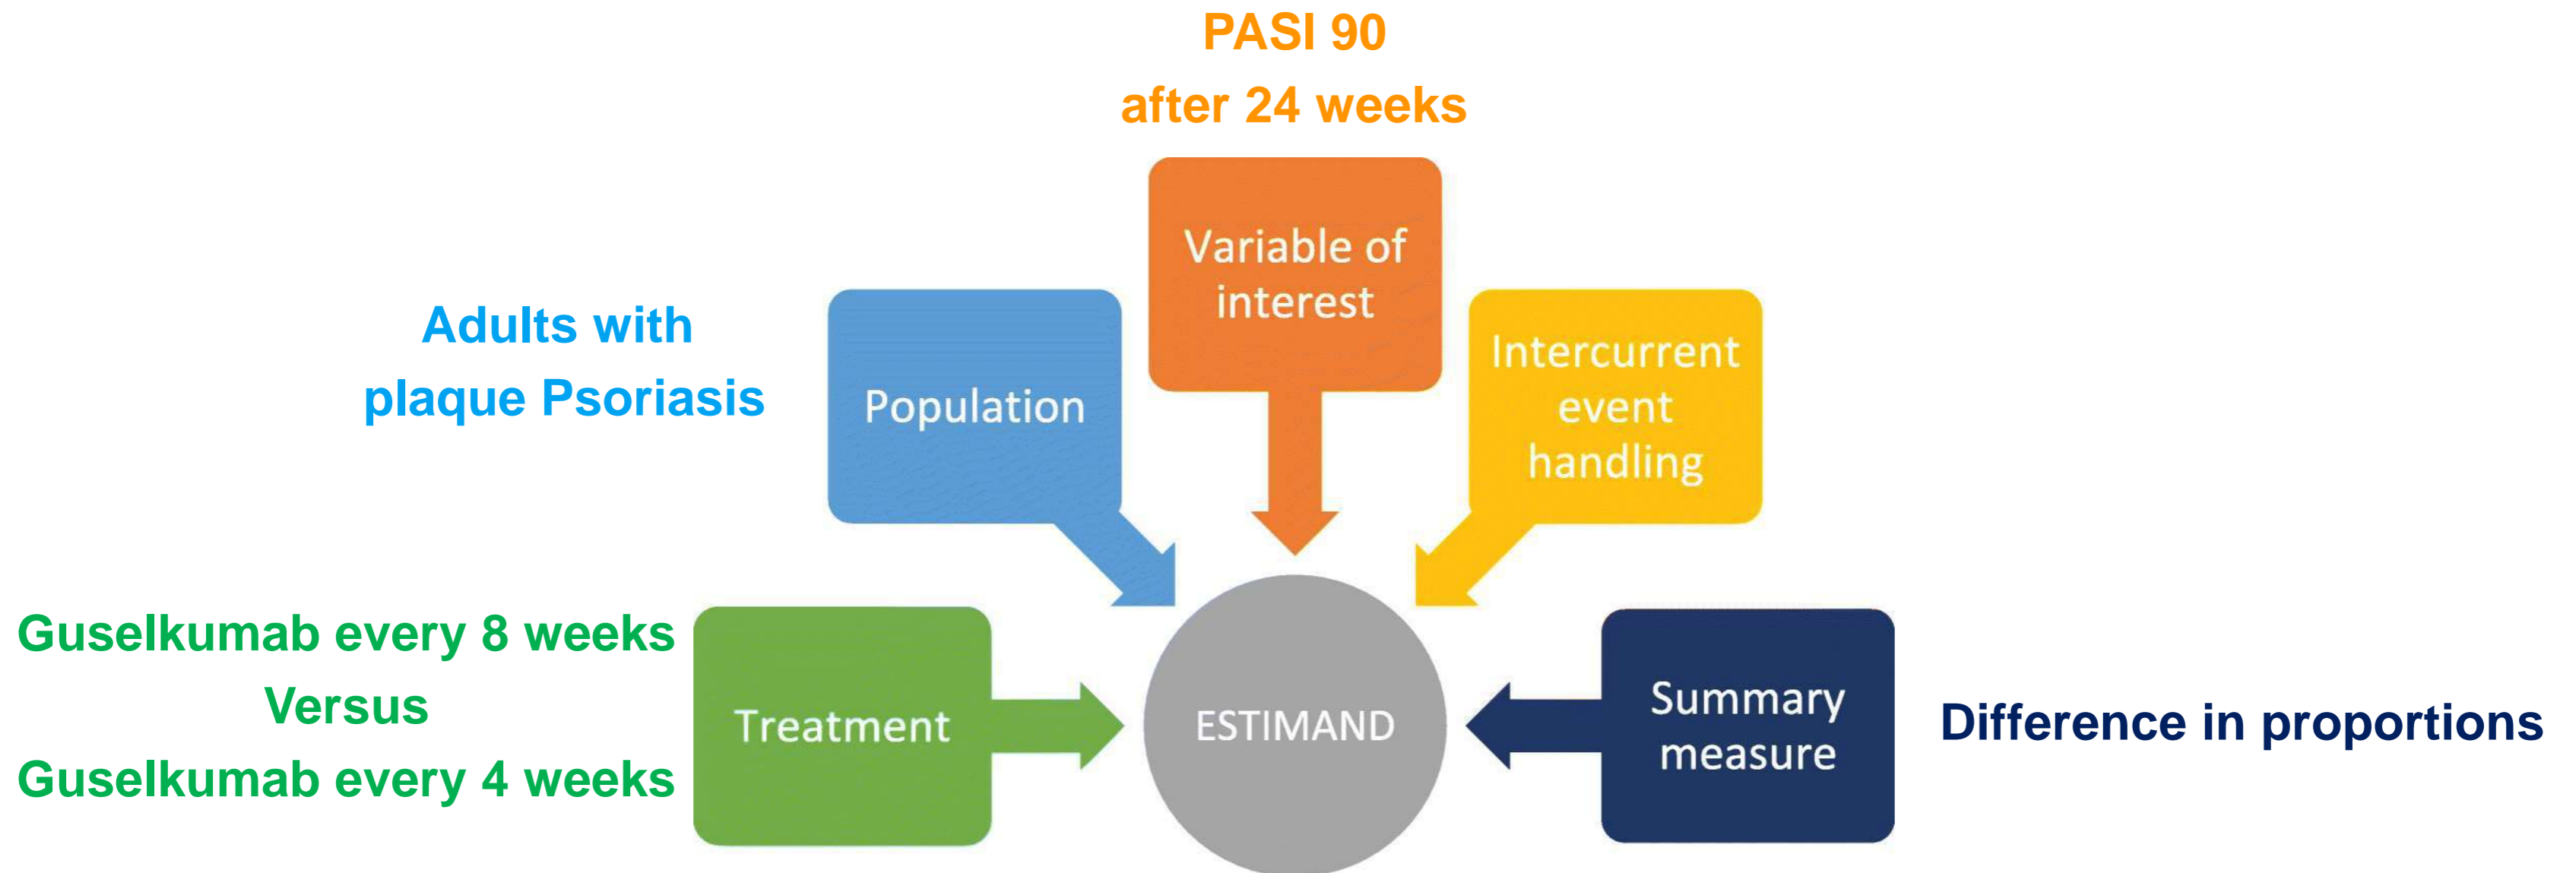 PASI 90
after 24 weeks
Variable of
interest
Adults with
plaque Psoriasis
Population
Intercurrent
event
handling
Guselkumab every 8 weeks
Versus
Guselkumab every 4 weeks
Treatment
ESTIMAND
Summary
measure
Difference in proportions